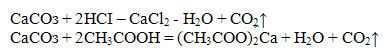 CaCO₃ + 2HCI – CaCl₂ - H₂O + CO₂↑
CaCO₃ + 2CH₃COOH = (CH₃COO)₂Ca + H₂O + CO₂↑